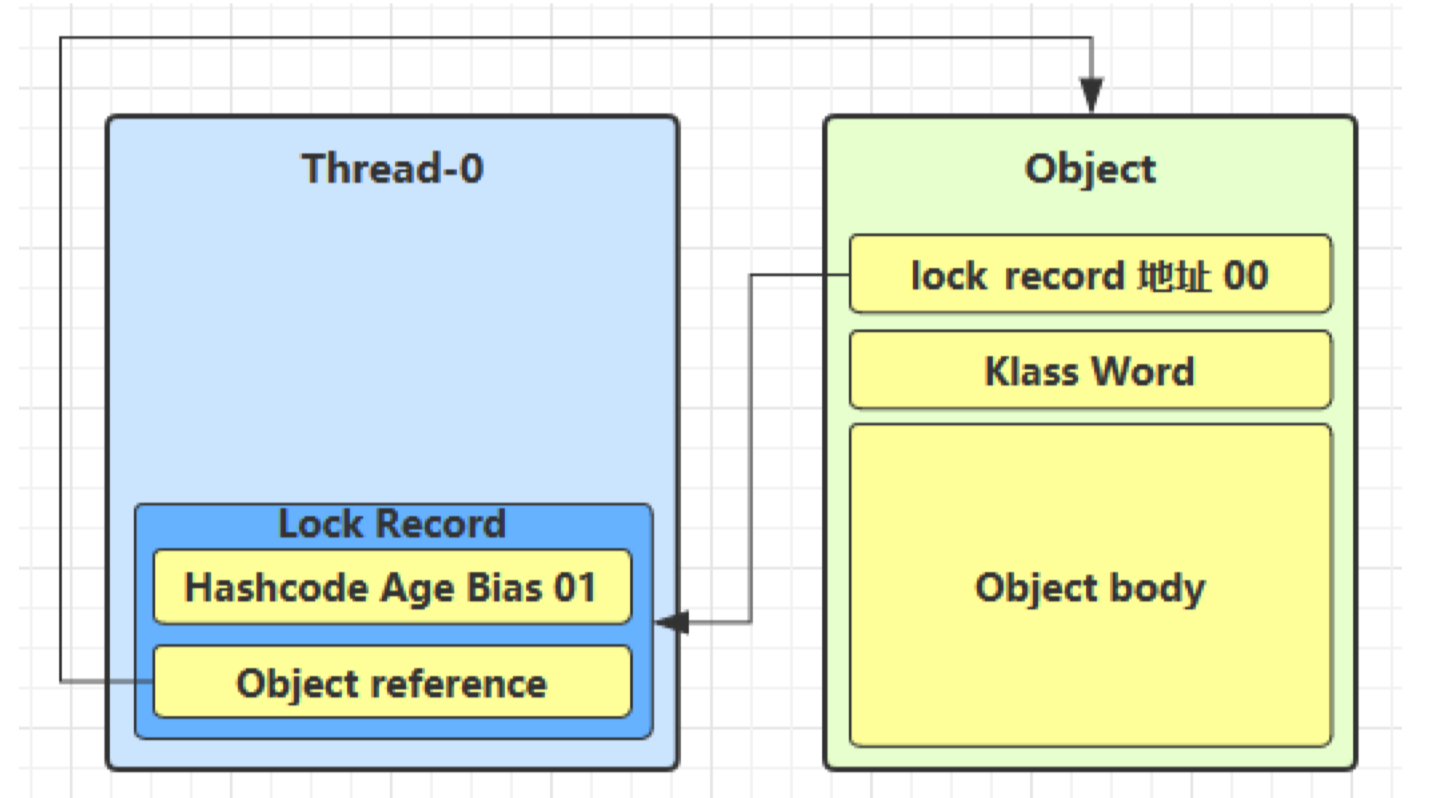 Thread-0
Lock Record
Hashcode Age Bias 01
Object reference
Object
lock record 地址 00
Klass Word
Object body